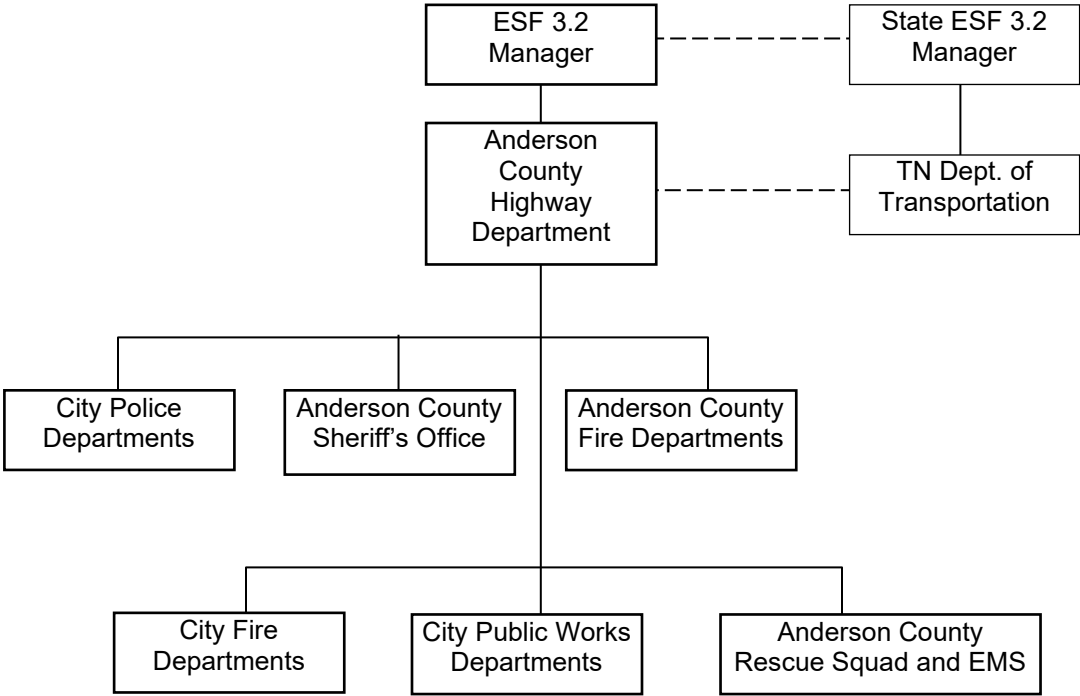 ESF 3.2
Manager
State ESF 3.2
Manager
Anderson
County
Highway
Department
TN Dept. of
Transportation
City Police
Departments
Anderson County
Sheriff’s Office
Anderson County
Fire Departments
City Fire
Departments
City Public Works
Departments
Anderson County
Rescue Squad and EMS